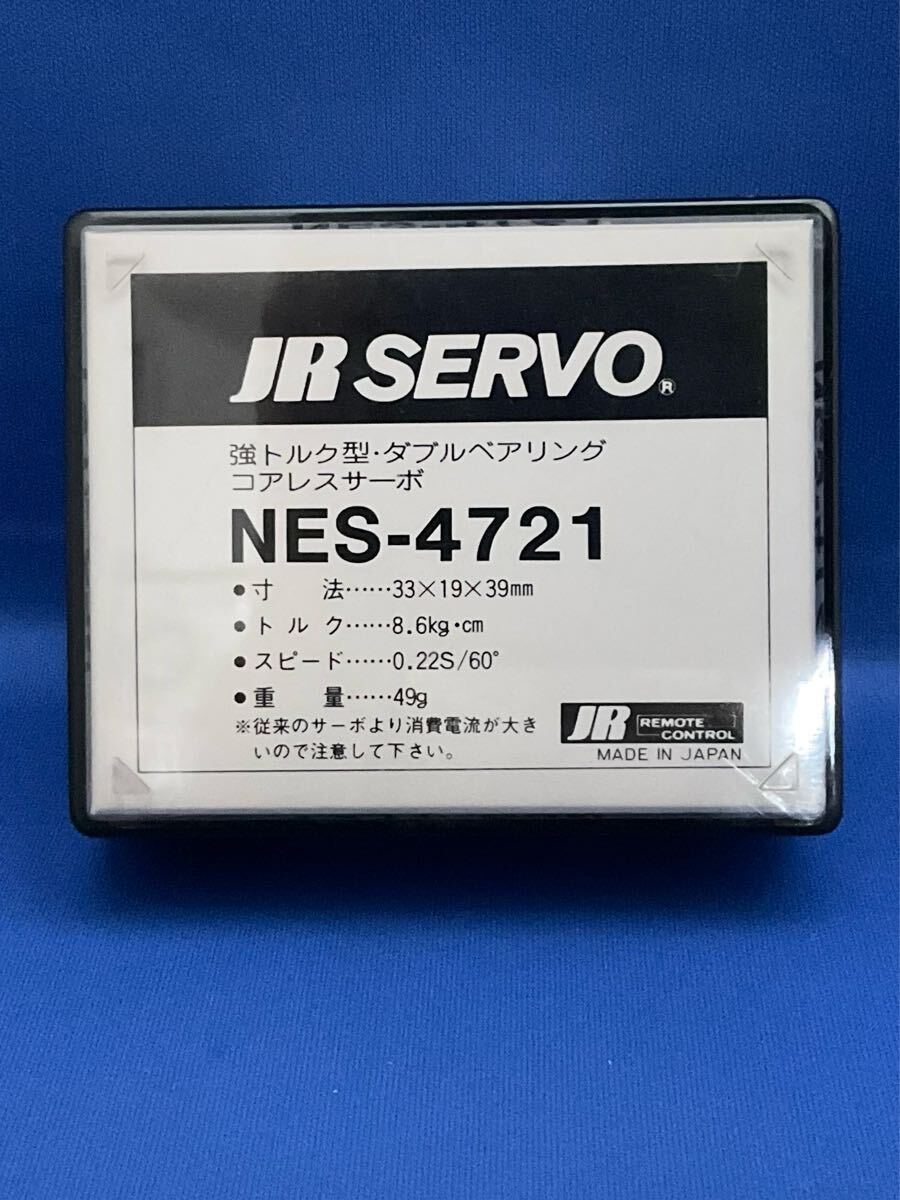 JR SERVO®
強トルク型・ダブルベアリング
コアレスサーボ
NES-4721
●寸 法……33×19×39mm
●トルク……8.6kg・cm
●スピード……0.22S/60°
●重 量……49g
※従来のサーボより消費電流が大き
いので注意して下さい。
JR REMOTE CONTROL
MADE IN JAPAN